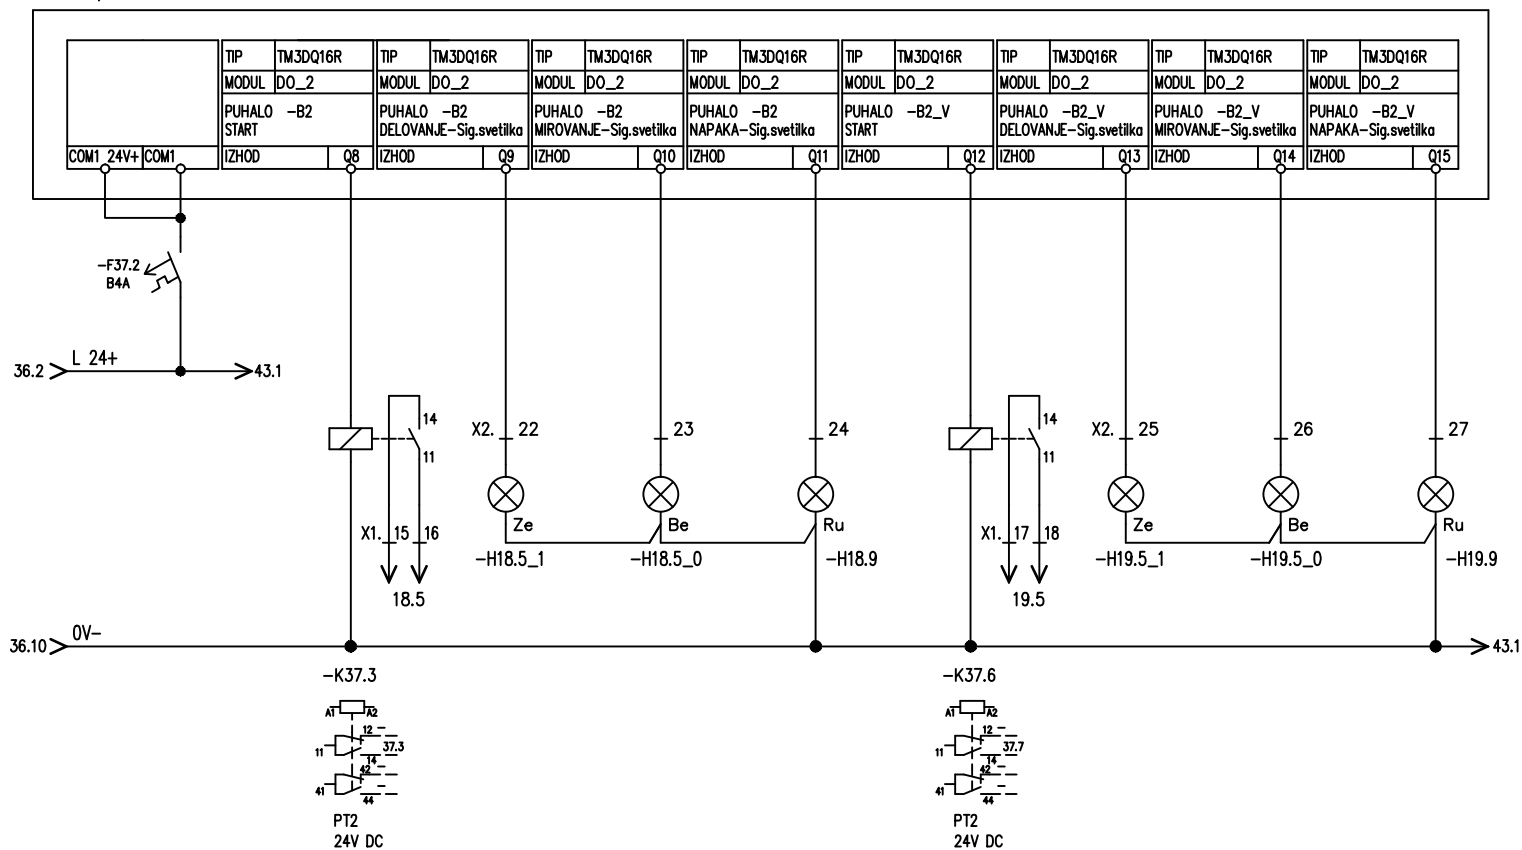 TIP TM3DQ16R TIP TM3DQ16R TIP TM3DQ16R TIP TM3DQ16R TIP TM3DQ16R TIP TM3DQ16R TIP TM3DQ16R TIP TM3DQ16R
MODUL DO_2 MODUL DO_2 MODUL DO_2 MODUL DO_2 MODUL DO_2 MODUL DO_2 MODUL DO_2 MODUL DO_2
PUHALO -B2 PUHALO -B2 PUHALO -B2 PUHALO -B2 PUHALO -B2_V PUHALO -B2_V PUHALO -B2_V PUHALO -B2_V
START DELOVANJE-Sig.svetilka MIROVANJE-Sig.svetilka NAPAKA-Sig.svetilka START DELOVANJE-Sig.svetilka MIROVANJE-Sig.svetilka NAPAKA-Sig.svetilka
COM1 24V+ COM1 IZHOD Q8 IZHOD Q9 IZHOD Q10 IZHOD Q11 IZHOD Q12 IZHOD Q13 IZHOD Q14 IZHOD Q15
-F37.2
B4A
L 24+
36.2 43.1
14 14
X2. 22 23 24 X2. 25 26 27
11 11
Ze Be Ru Ze Be Ru
X1. 15 16 X1. 17 18
-H18.5_1 -H18.5_0 -H18.9 -H19.5_1 -H19.5_0 -H19.9
18.5 19.5
0V-
36.10 43.1
-K37.3 -K37.6
A1 A2 A1 A2
12 12
11 37.3 11 37.7
14 14
42 42
41 41
44 44
PT2 PT2
24V DC 24V DC